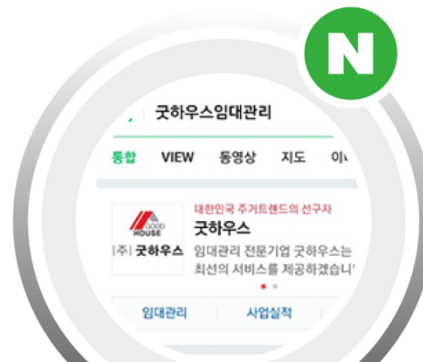 N
굿하우스임대관리
통합 VIEW 동영상 지도
대한민국 주거트렌드의 선구자
GOOD
HOUSE
굿하우스
|주| 굿하우스
임대관리 전문기업 굿하우스는
최선의 서비스를 제공하겠습니
임대관리 사업실적